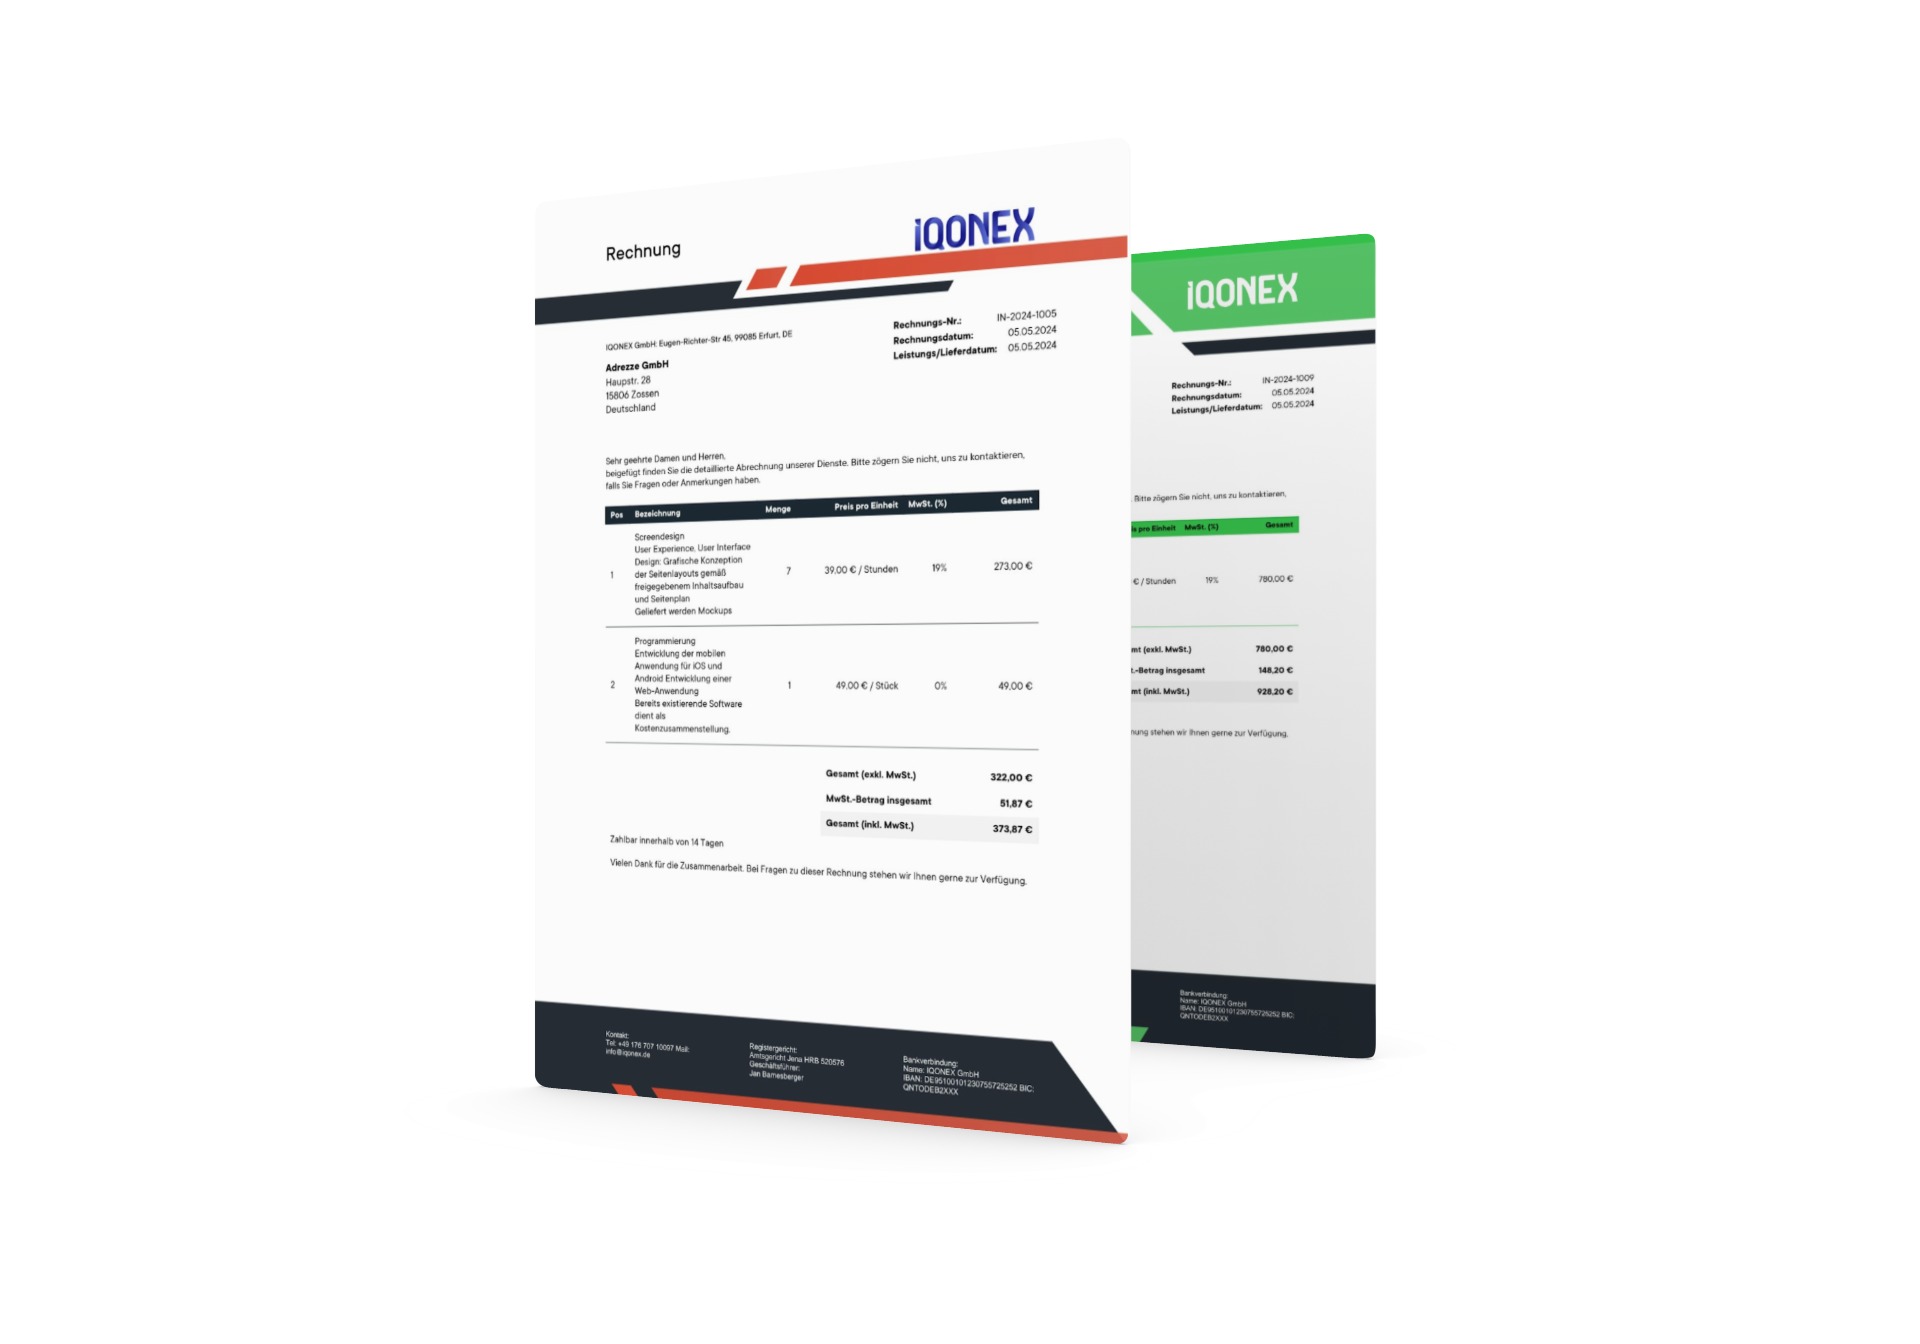 Rechnung
iQONEX
IQONEX GmbH: Eugen-Richter-Str 45, 99085 Erfurt, DE
Adrezze GmbH
Haupstr. 28
15806 Zossen
Deutschland
Rechnungs-Nr.: IN-2024-1005
Rechnungsdatum: 05.05.2024
Leistungs/Lieferdatum: 05.05.2024
Sehr geehrte Damen und Herren,
beigefügt finden Sie die detaillierte Abrechnung unserer Dienste. Bitte zögern Sie nicht, uns zu kontaktieren,
falls Sie Fragen oder Anmerkungen haben.
Pos Bezeichnung Menge Preis pro Einheit MwSt. (%) Gesamt
Screendesign
User Experience, User Interface
Design: Grafische Konzeption
der Seitenlayouts gemäß
1 7 39,00 € / Stunden 19% 273,00 €
freigegebenem Inhaltsaufbau
und Seitenplan
Geliefert werden Mockups
Programmierung
Entwicklung der mobilen
Anwendung für iOS und
Android Entwicklung einer
2 1 49,00 € / Stück 0% 49,00 €
Web-Anwendung
Bereits existierende Software
dient als
Kostenzusammenstellung.
Gesamt (exkl. MwSt.) 322,00 €
MwSt.-Betrag insgesamt 51,87 €
Gesamt (inkl. MwSt.) 373,87 €
Zahlbar innerhalb von 14 Tagen
Vielen Dank für die Zusammenarbeit. Bei Fragen zu dieser Rechnung stehen wir Ihnen gerne zur Verfügung.
Kontakt:
Tel: +49 176 707 10097 Mail:
info@iqonex.de
Registergericht:
Amtsgericht Jena HRB 520576
Geschäftsführer:
Jan Barnesberger
Bankverbindung:
Name: IQONEX GmbH
IBAN: DE95100101230755725252 BIC:
QNTODEB2XXX
iQONEX
Rechnungs-Nr.: IN-2024-1009
Rechnungsdatum: 05.05.2024
Leistungs/Lieferdatum: 05.05.2024
. Bitte zögern Sie nicht, uns zu kontaktieren,
is pro Einheit MwSt. (%) Gesamt
€ / Stunden 19% 780,00 €
mt (exkl. MwSt.) 780,00 €
t.-Betrag insgesamt 148,20 €
mt (inkl. MwSt.) 928,20 €
nung stehen wir Ihnen gerne zur Verfügung.
Bankverbindung:
Name: IQONEX GmbH
IBAN: DE95100101230755725252 BIC:
QNTODEB2XXX